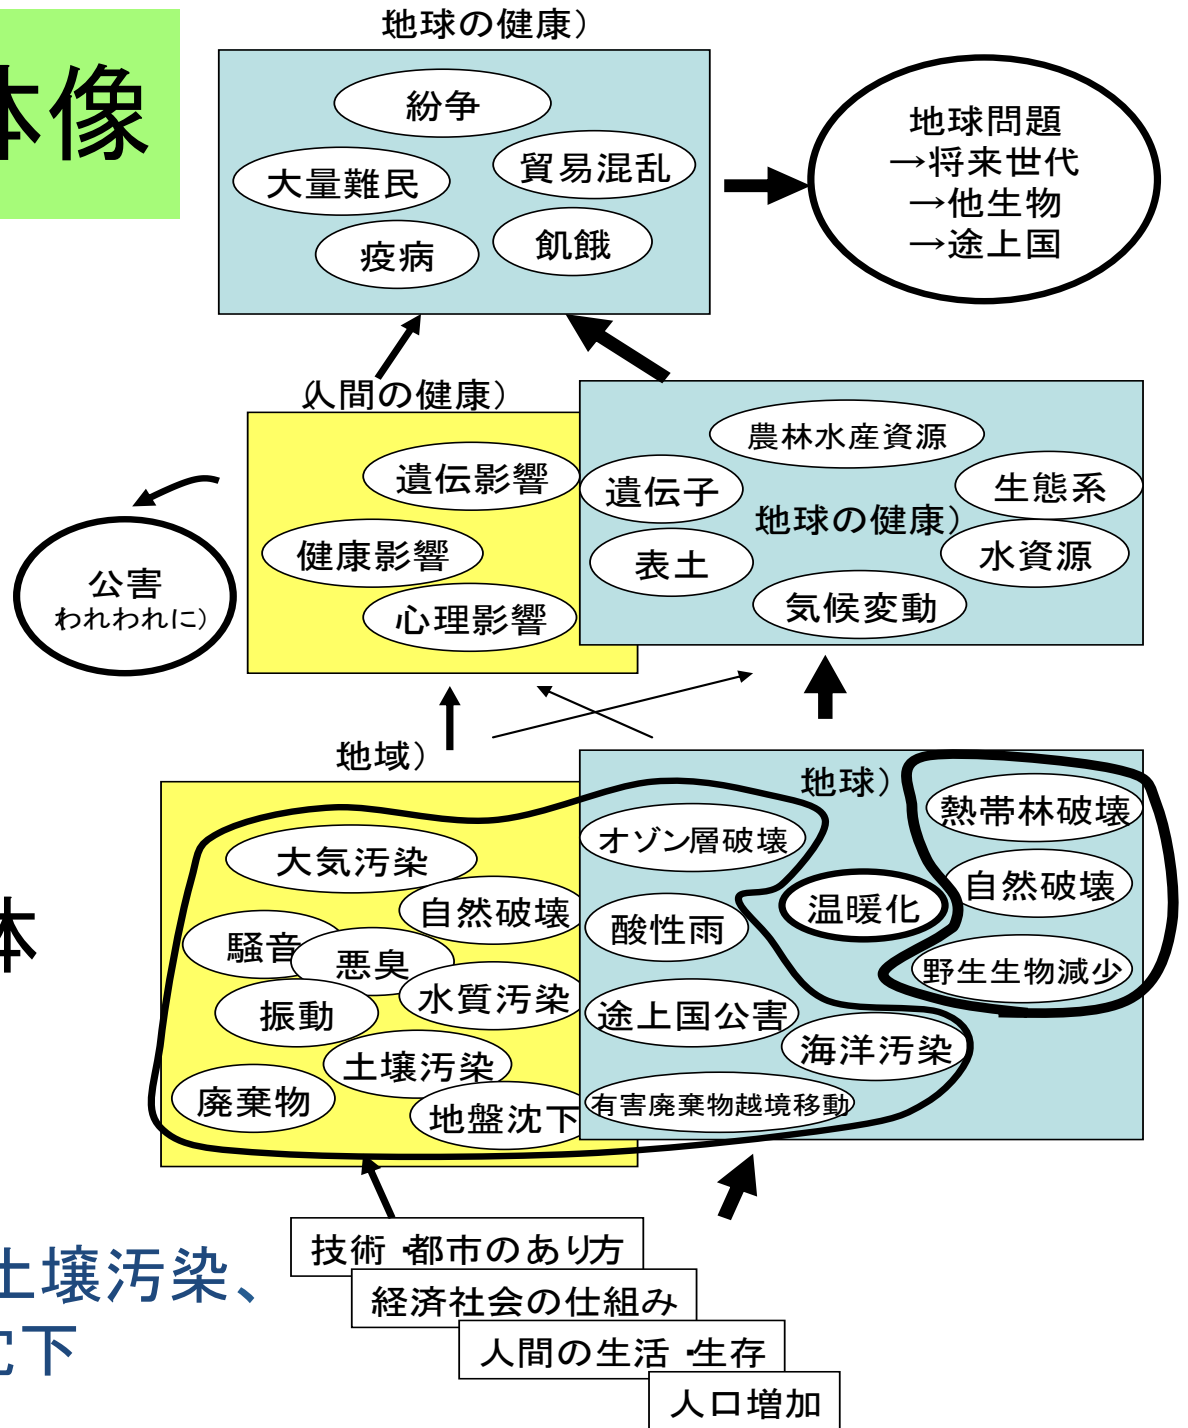 地球の健康)
体像
紛争
貿易混乱
大量難民
飢餓
疫病
地球問題
→将来世代
→他生物
→途上国
(人間の健康)
農林水産資源
遺伝影響
遺伝子
生態系
地球の健康)
健康影響
表土
水資源
心理影響
気候変動
公害
われわれに)
地域)
地球)
熱帯林破壊
オゾン層破壊
大気汚染
自然破壊
自然破壊
温暖化
酸性雨
騒音
悪臭
野生生物減少
水質汚染
振動
途上国公害
海洋汚染
土壌汚染
廃棄物
地盤沈下
有害廃棄物越境移動
体
技術・都市のあり方
経済社会の仕組み
人間の生活・生存
人口増加
土壌汚染、
沈下